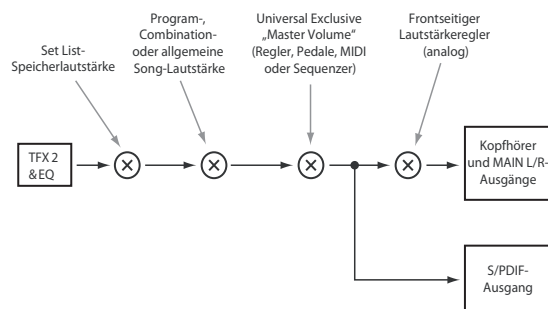 Set List-
Speicherlautstärke
Program-,
Combination-
oder allgemeine
Song-Lautstärke
Universal Exclusive
„Master Volume“
(Regler, Pedale, MIDI
oder Sequenzer)
Frontseitiger
Lautstärkeregler
(analog)
TFX 2
& EQ
Kopfhörer
und MAIN L/R-
Ausgänge
S/PDIF-
Ausgang